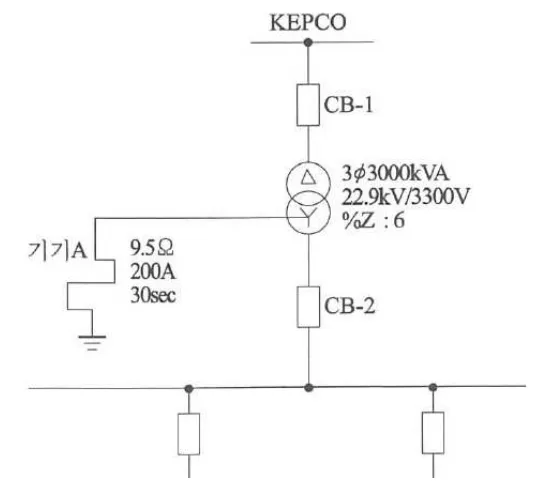 KEPCO
CB-1
3φ3000kVA
22.9kV/3300V
%Z : 6
기기A
9.5Ω
200A
30sec
CB-2